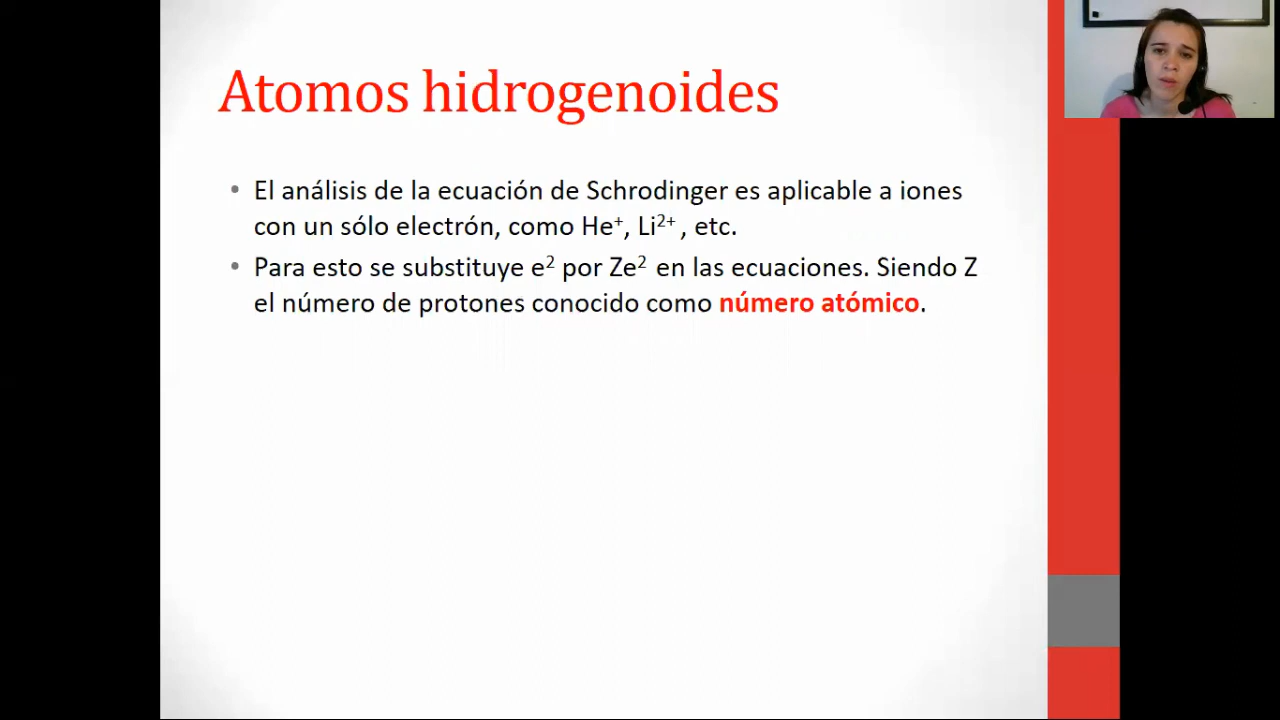 Atomos hidrogenoides
• El análisis de la ecuación de Schrodinger es aplicable a iones
con un sólo electrón, como He⁺, Li²⁺ , etc.
• Para esto se substituye e² por Ze² en las ecuaciones. Siendo Z
el número de protones conocido como número atómico.